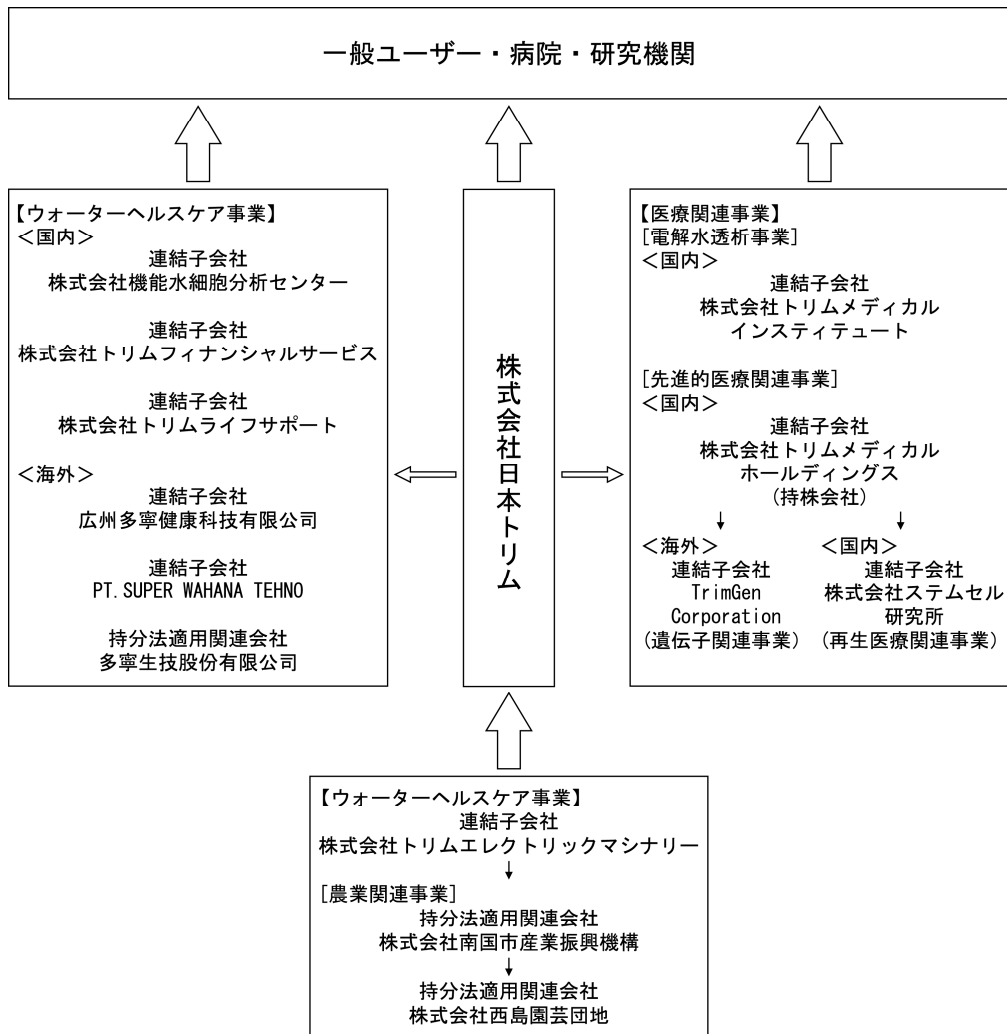 一般ユーザー・病院・研究機関
【ウォーターヘルスケア事業】
＜国内＞
連結子会社
株式会社機能水細胞分析センター
連結子会社
株式会社トリムフィナンシャルサービス
連結子会社
株式会社トリムライフサポート
＜海外＞
連結子会社
広州多寧健康科技有限公司
連結子会社
PT.SUPER WAHANA TEHNO
持分法適用関連会社
多寧生技股份有限公司
株式会社日本トリム
【医療関連事業】
[電解水透析事業]
＜国内＞
連結子会社
株式会社トリムメディカル
インスティテュート
[先進的医療関連事業]
＜国内＞
連結子会社
株式会社トリムメディカル
ホールディングス
(持株会社)
＜海外＞
連結子会社
TrimGen
Corporation
(遺伝子関連事業)
＜国内＞
連結子会社
株式会社ステムセル
研究所
(再生医療関連事業)
【ウォーターヘルスケア事業】
連結子会社
株式会社トリムエレクトリックマシナリー
[農業関連事業]
持分法適用関連会社
株式会社南国市産業振興機構
持分法適用関連会社
株式会社西島園芸団地